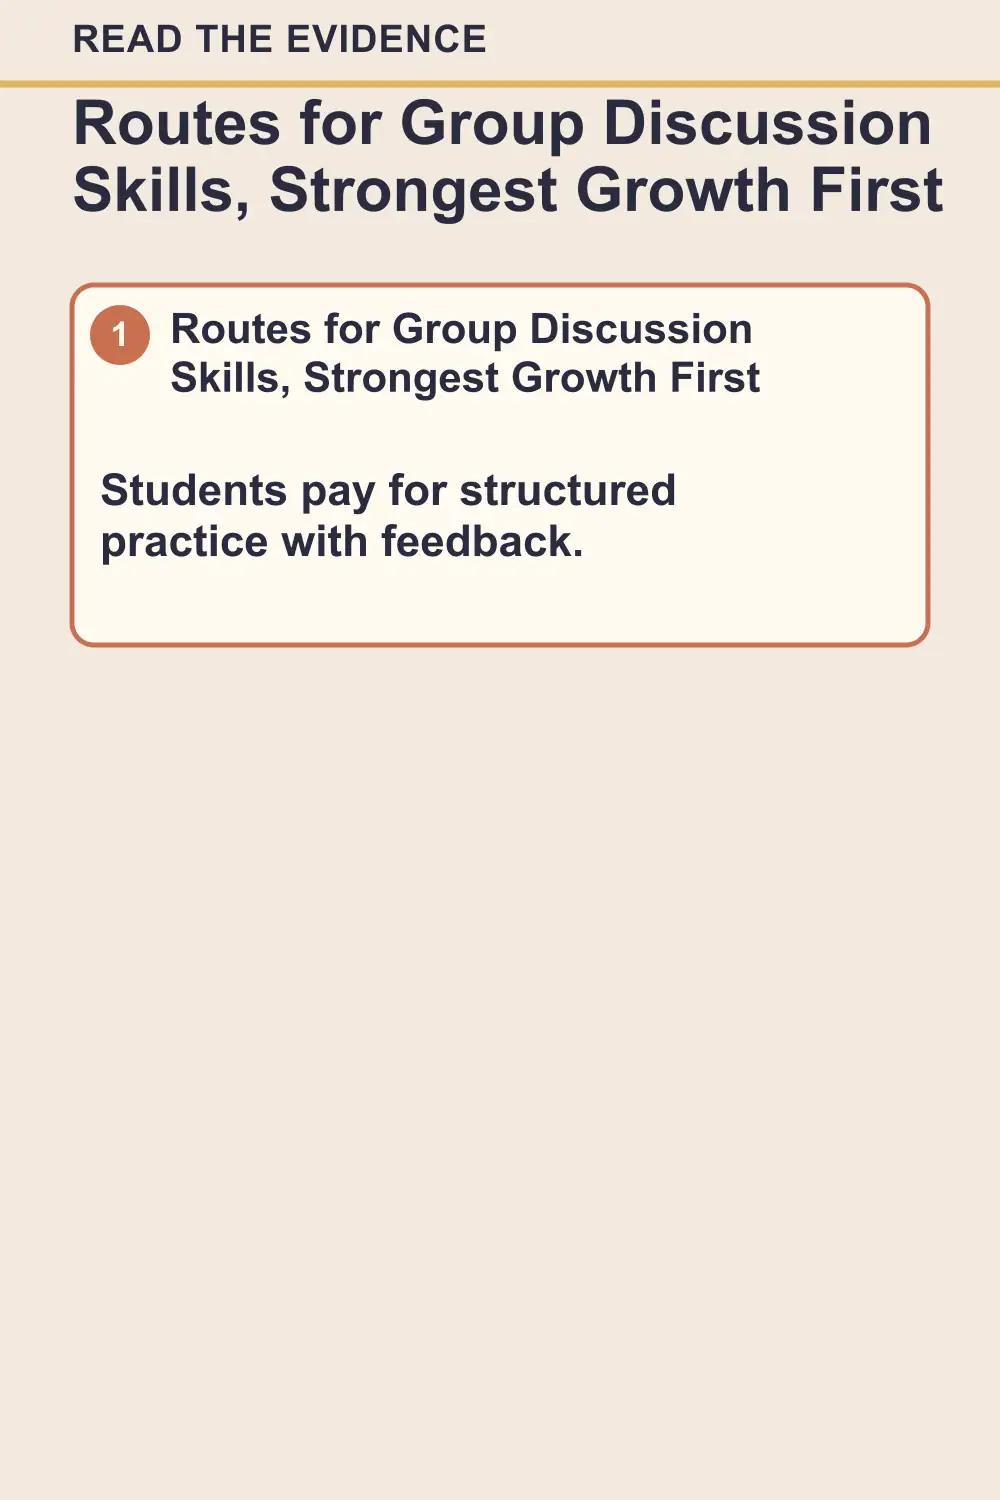 READ THE EVIDENCE
Routes for Group Discussion
Skills, Strongest Growth First
1
Routes for Group Discussion
Skills, Strongest Growth First
Students pay for structured
practice with feedback.